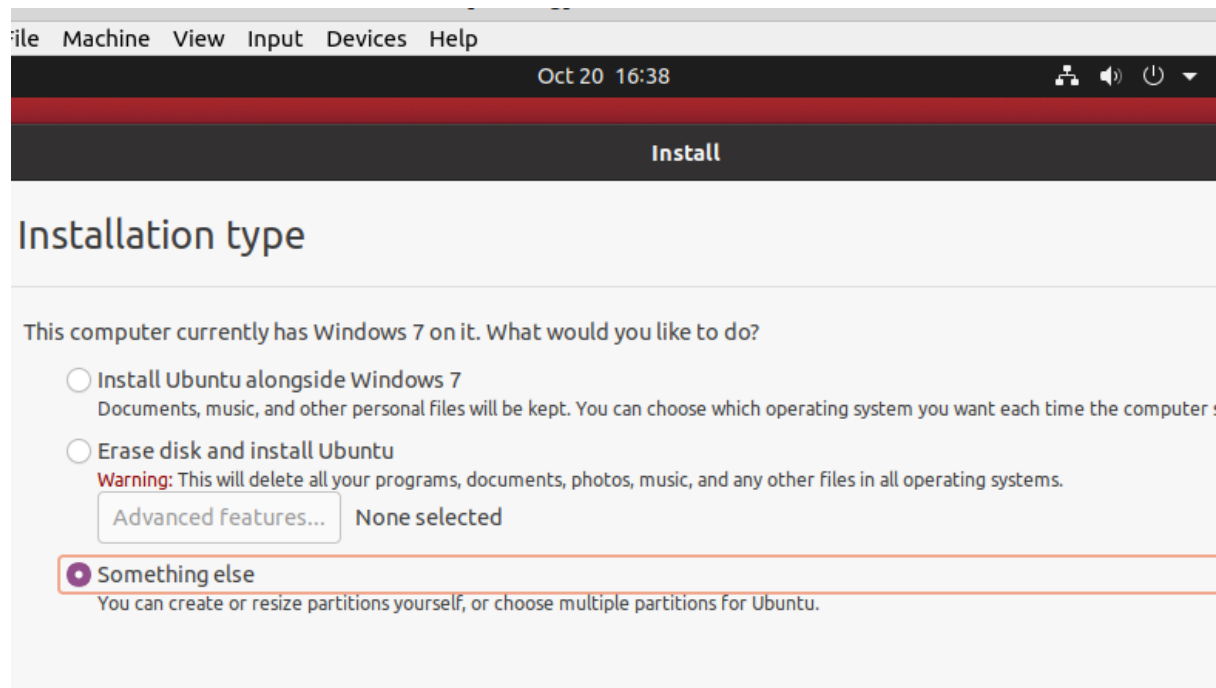 File Machine View Input Devices Help
Oct 20 16:38
Install
Installation type
This computer currently has Windows 7 on it. What would you like to do?
Install Ubuntu alongside Windows 7
Documents, music, and other personal files will be kept. You can choose which operating system you want each time the computer
Erase disk and install Ubuntu
Warning: This will delete all your programs, documents, photos, music, and any other files in all operating systems.
Advanced features... None selected
Something else
You can create or resize partitions yourself, or choose multiple partitions for Ubuntu.